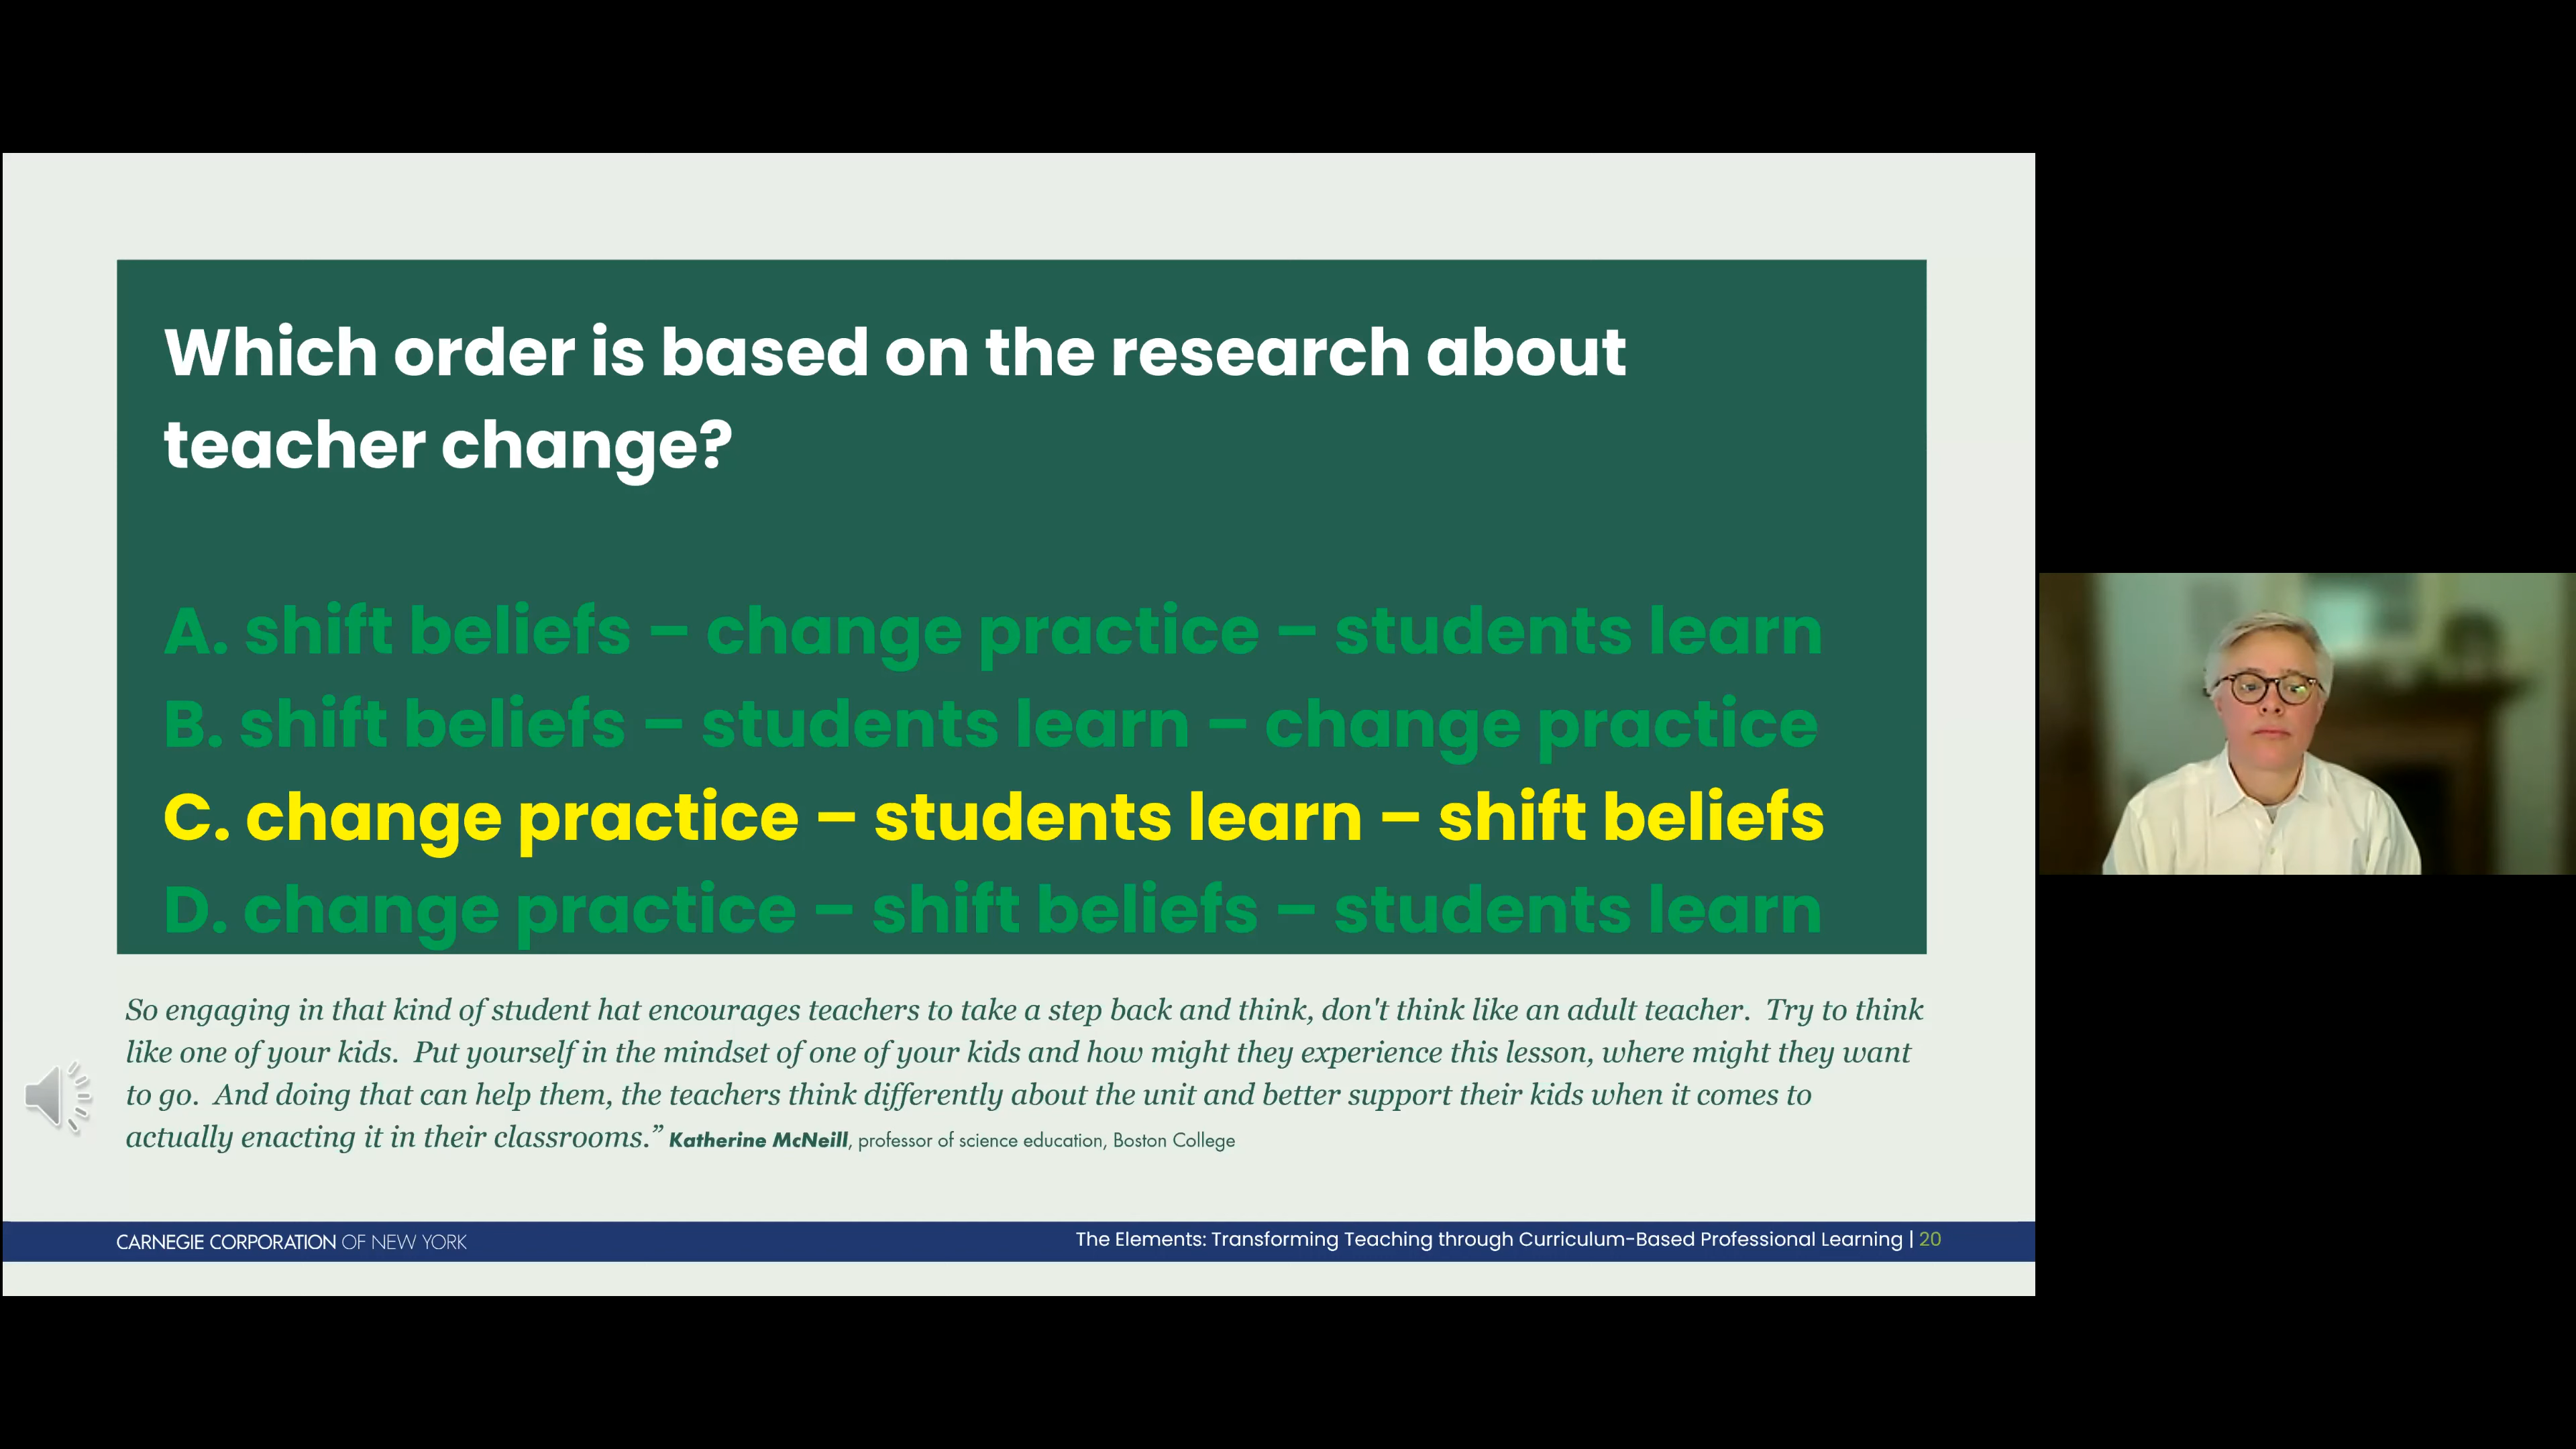 Which order is based on the research about
teacher change?
A. shift beliefs – change practice – students learn
B. shift beliefs – students learn – change practice
C. change practice – students learn – shift beliefs
D. change practice – shift beliefs – students learn
So engaging in that kind of student hat encourages teachers to take a step back and think, don't think like an adult teacher.  Try to think
like one of your kids.  Put yourself in the mindset of one of your kids and how might they experience this lesson, where might they want
to go.  And doing that can help them, the teachers think differently about the unit and better support their kids when it comes to
actually enacting it in their classrooms.” Katherine McNeill, professor of science education, Boston College
CARNEGIE CORPORATION OF NEW YORK
The Elements: Transforming Teaching through Curriculum-Based Professional Learning | 20